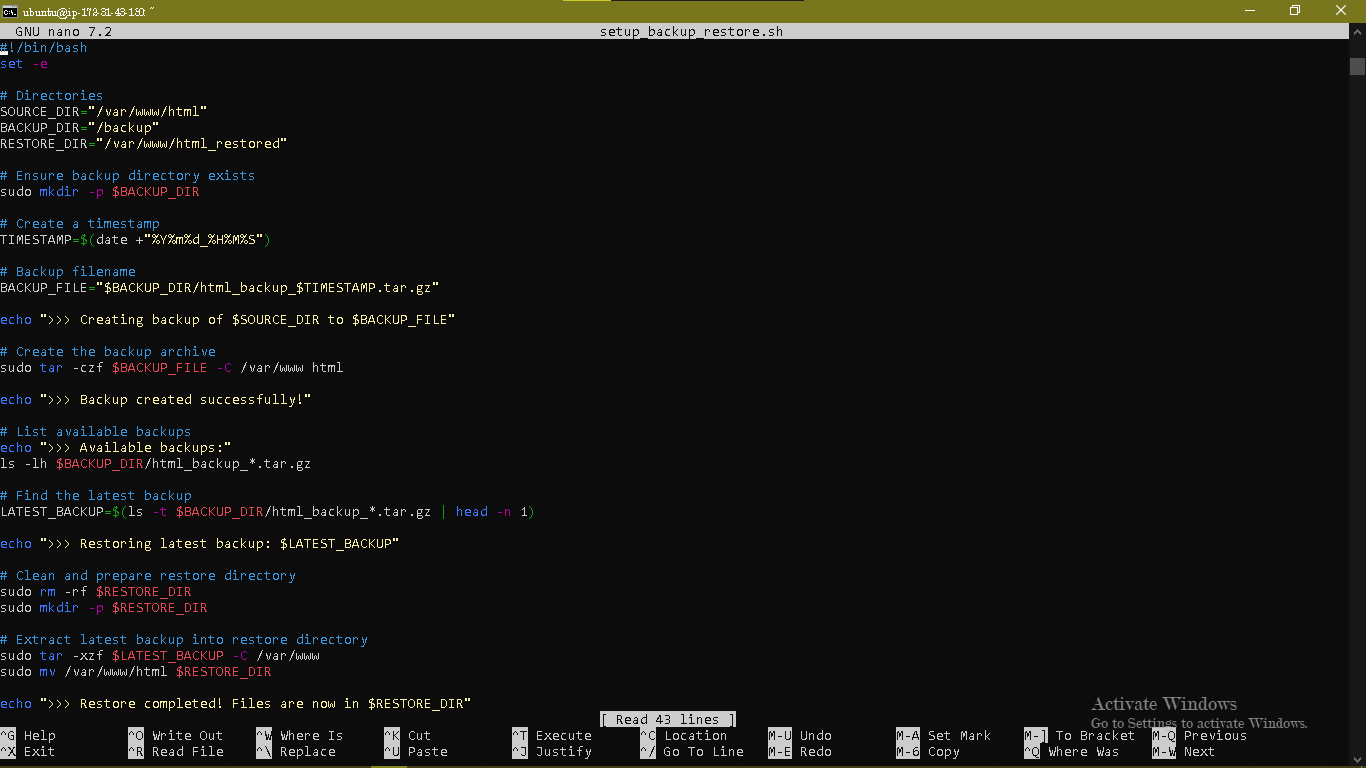 ubuntu@ip-172-31-43-130: ~
GNU nano 7.2 setup_backup_restore.sh
#!/bin/bash
set -e
# Directories
SOURCE_DIR="/var/www/html"
BACKUP_DIR="/backup"
RESTORE_DIR="/var/www/html_restored"
# Ensure backup directory exists
sudo mkdir -p $BACKUP_DIR
# Create a timestamp
TIMESTAMP=$(date +"%Y%m%d_%H%M%S")
# Backup filename
BACKUP_FILE="$BACKUP_DIR/html_backup_$TIMESTAMP.tar.gz"
echo ">>> Creating backup of $SOURCE_DIR to $BACKUP_FILE"
# Create the backup archive
sudo tar -czf $BACKUP_FILE -C /var/www html
echo ">>> Backup created successfully!"
# List available backups
echo ">>> Available backups:"
ls -lh $BACKUP_DIR/html_backup_*.tar.gz
# Find the latest backup
LATEST_BACKUP=$(ls -t $BACKUP_DIR/html_backup_*.tar.gz | head -n 1)
echo ">>> Restoring latest backup: $LATEST_BACKUP"
# Clean and prepare restore directory
sudo rm -rf $RESTORE_DIR
sudo mkdir -p $RESTORE_DIR
# Extract latest backup into restore directory
sudo tar -xzf $LATEST_BACKUP -C /var/www
sudo mv /var/www/html $RESTORE_DIR
echo ">>> Restore completed! Files are now in $RESTORE_DIR"
Activate Windows
Go to Settings to activate Windows.
[ Read 43 lines ]
^G Help ^O Write Out ^W Where Is ^K Cut ^T Execute ^C Location M-U Undo M-A Set Mark M-] To Bracket M-Q Previous
^X Exit ^R Read File ^\ Replace ^U Paste ^J Justify ^/ Go To Line M-E Redo M-6 Copy ^Q Where Was M-W Next